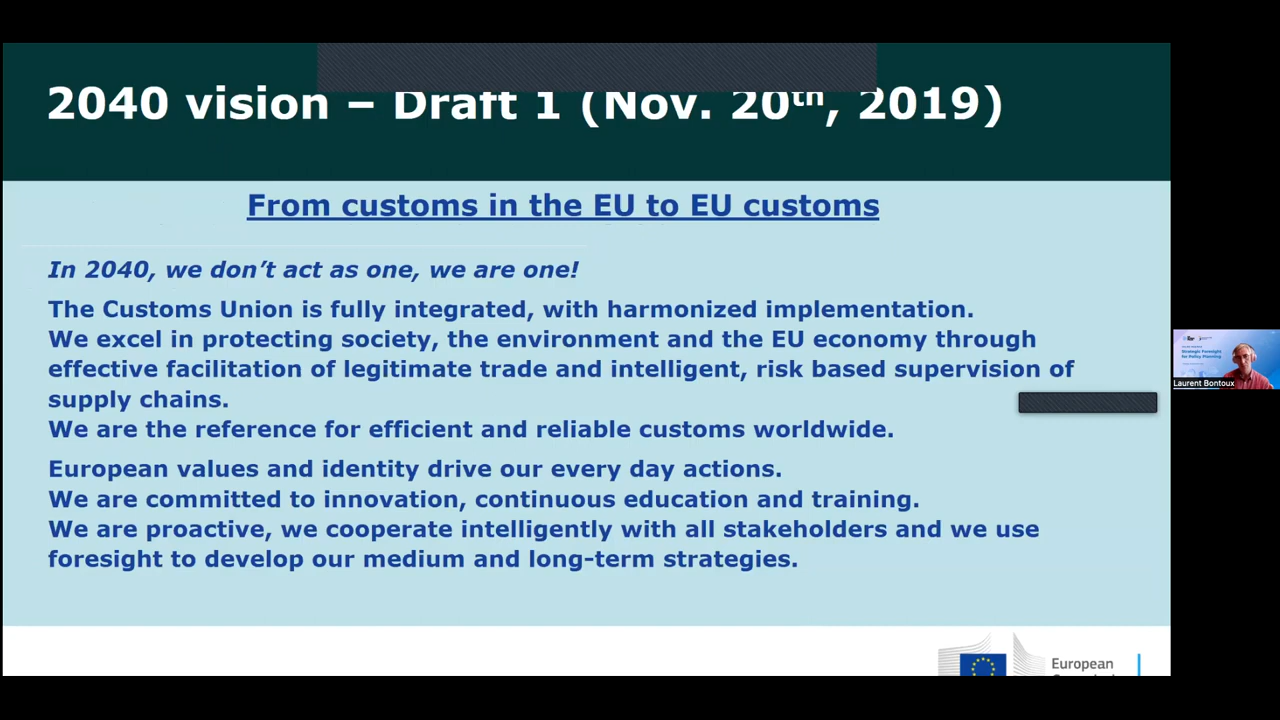 2040 vision – Draft 1 (Nov. 20th, 2019)
From customs in the EU to EU customs
In 2040, we don’t act as one, we are one!
The Customs Union is fully integrated, with harmonized implementation.
We excel in protecting society, the environment and the EU economy through
effective facilitation of legitimate trade and intelligent, risk based supervision of
supply chains.
We are the reference for efficient and reliable customs worldwide.
European values and identity drive our every day actions.
We are committed to innovation, continuous education and training.
We are proactive, we cooperate intelligently with all stakeholders and we use
foresight to develop our medium and long-term strategies.
European
Strategic Foresight
for Policy Planning
Laurent Bontoux